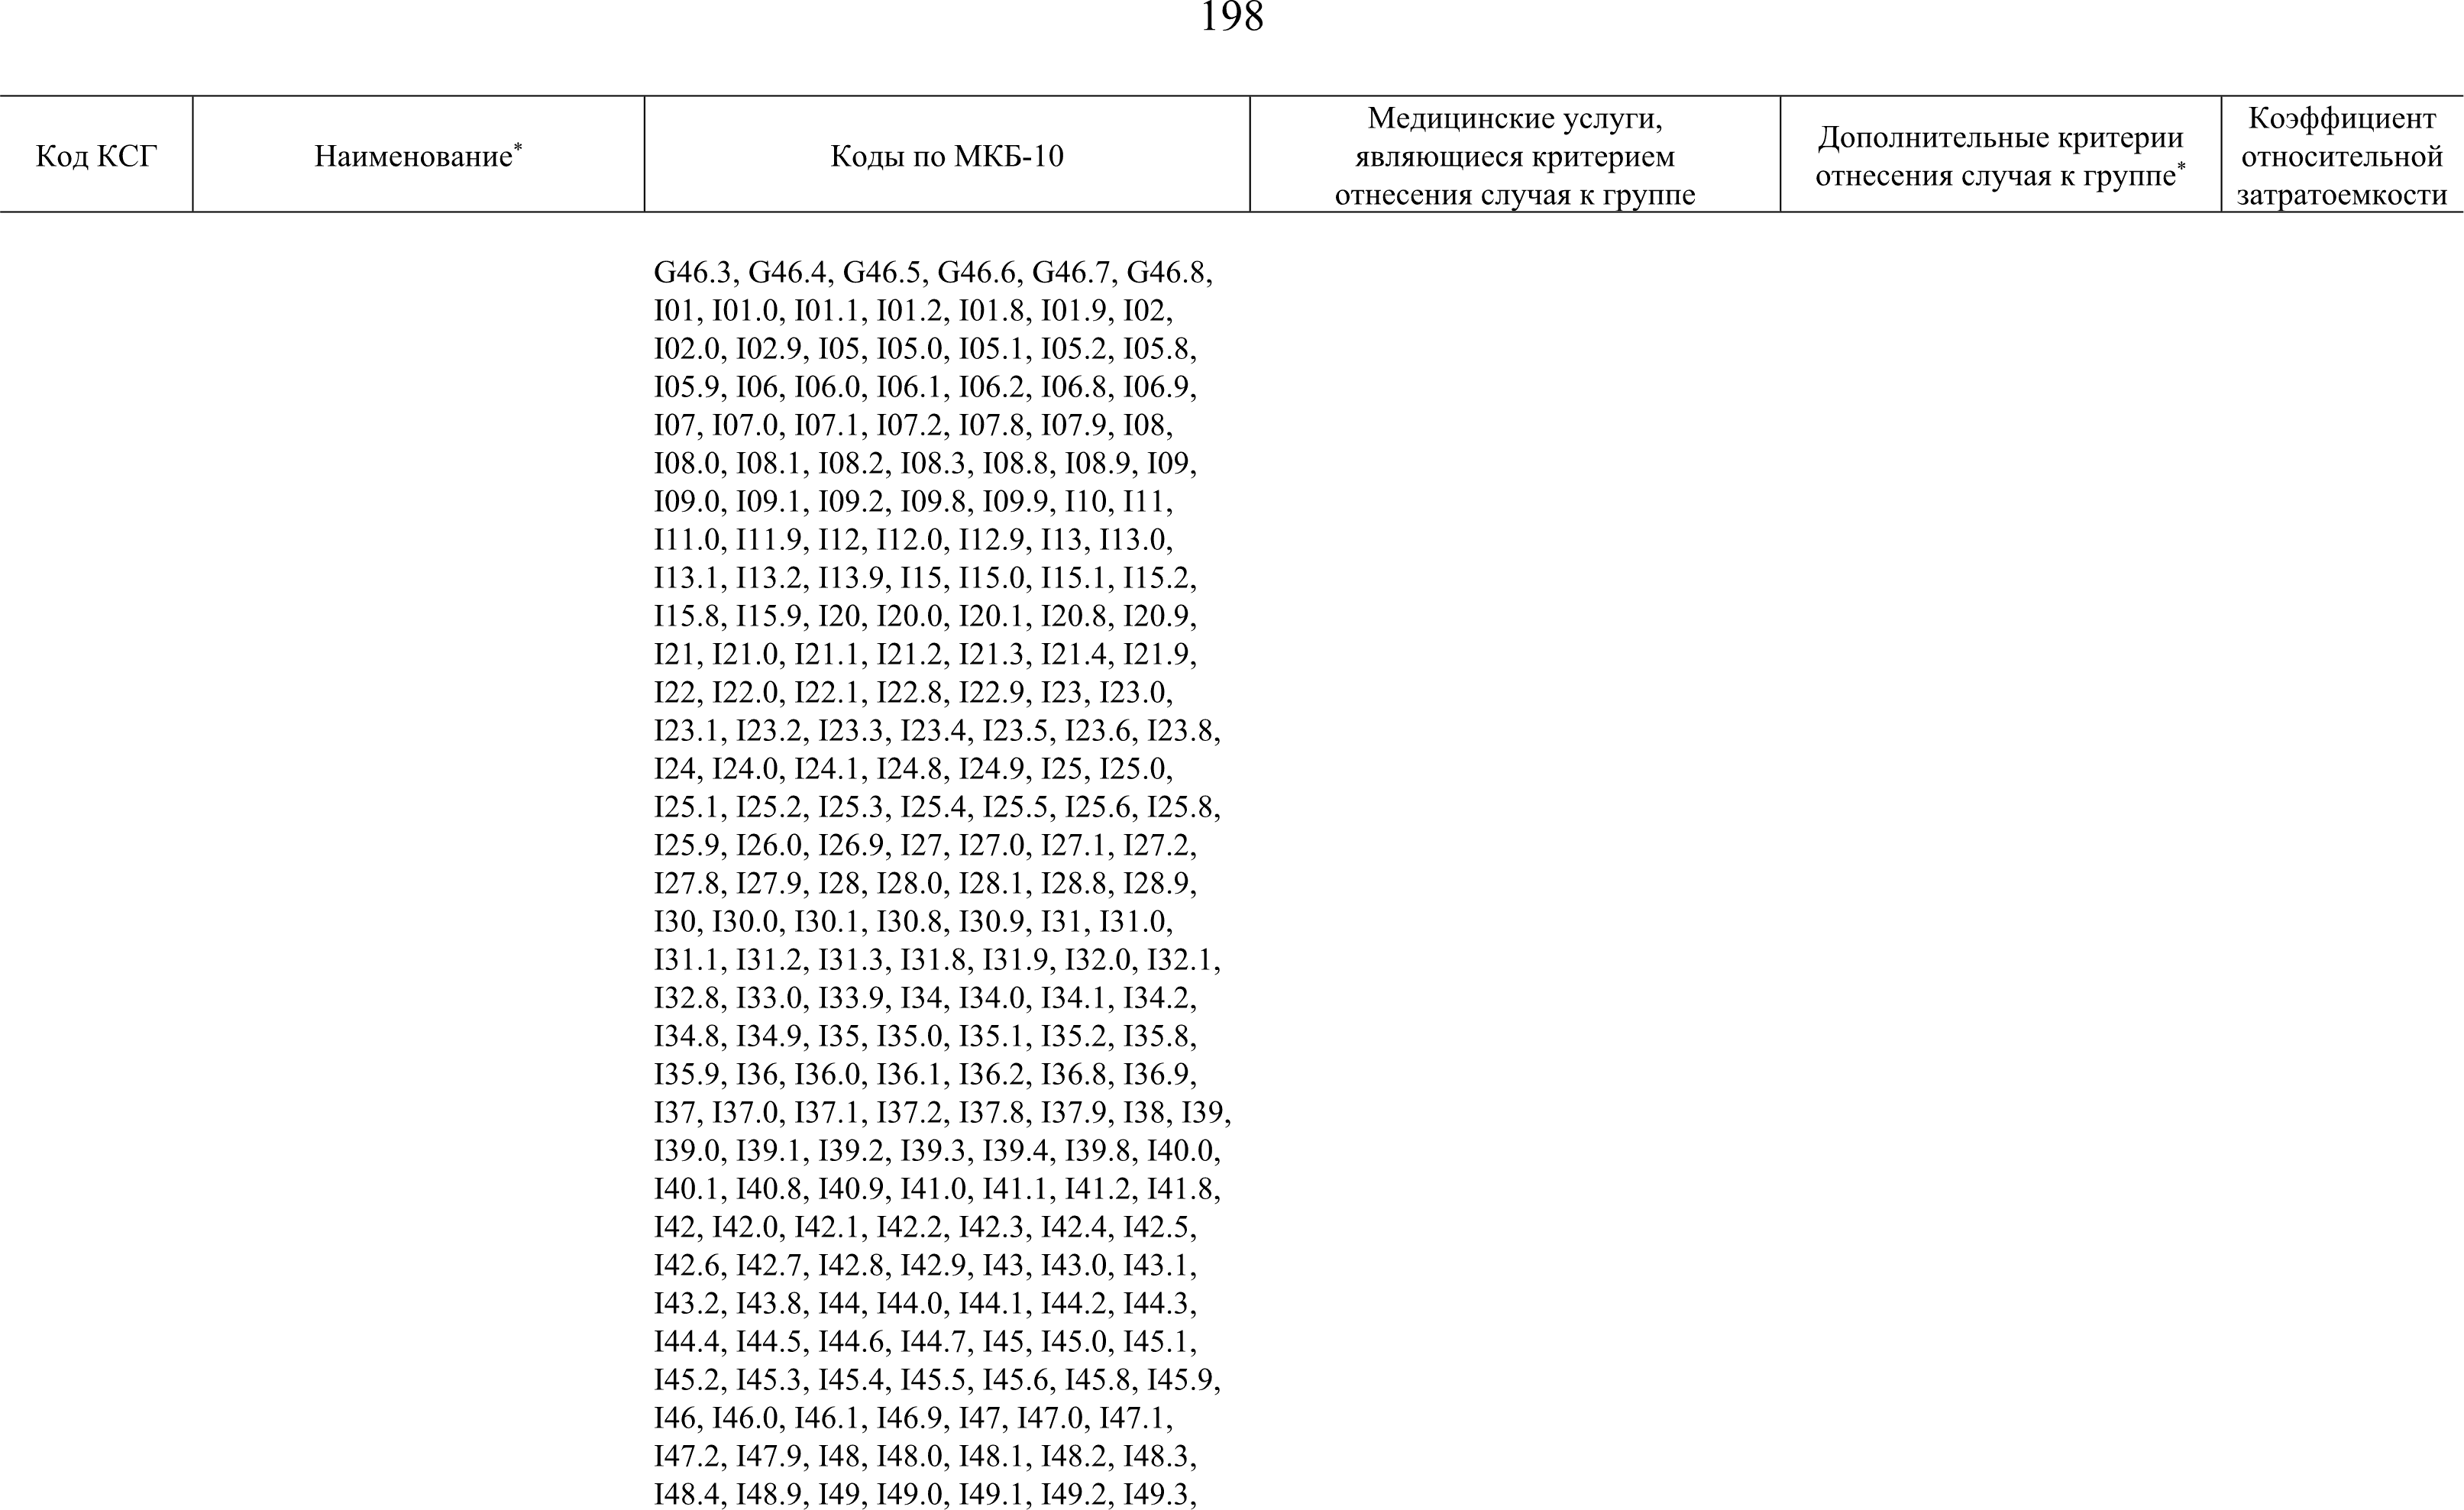 198
Код КСГ
Наименование*
Коды по МКБ-10
Медицинские услуги,
являющиеся критерием
отнесения случая к группе
Дополнительные критерии
отнесения случая к группе*
Коэффициент
относительной
затратоемкости
G46.3, G46.4, G46.5, G46.6, G46.7, G46.8,
I01, I01.0, I01.1, I01.2, I01.8, I01.9, I02,
I02.0, I02.9, I05, I05.0, I05.1, I05.2, I05.8,
I05.9, I06, I06.0, I06.1, I06.2, I06.8, I06.9,
I07, I07.0, I07.1, I07.2, I07.8, I07.9, I08,
I08.0, I08.1, I08.2, I08.3, I08.8, I08.9, I09,
I09.0, I09.1, I09.2, I09.8, I09.9, I10, I11,
I11.0, I11.9, I12, I12.0, I12.9, I13, I13.0,
I13.1, I13.2, I13.9, I15, I15.0, I15.1, I15.2,
I15.8, I15.9, I20, I20.0, I20.1, I20.8, I20.9,
I21, I21.0, I21.1, I21.2, I21.3, I21.4, I21.9,
I22, I22.0, I22.1, I22.8, I22.9, I23, I23.0,
I23.1, I23.2, I23.3, I23.4, I23.5, I23.6, I23.8,
I24, I24.0, I24.1, I24.8, I24.9, I25, I25.0,
I25.1, I25.2, I25.3, I25.4, I25.5, I25.6, I25.8,
I25.9, I26.0, I26.9, I27, I27.0, I27.1, I27.2,
I27.8, I27.9, I28, I28.0, I28.1, I28.8, I28.9,
I30, I30.0, I30.1, I30.8, I30.9, I31, I31.0,
I31.1, I31.2, I31.3, I31.8, I31.9, I32.0, I32.1,
I32.8, I33.0, I33.9, I34, I34.0, I34.1, I34.2,
I34.8, I34.9, I35, I35.0, I35.1, I35.2, I35.8,
I35.9, I36, I36.0, I36.1, I36.2, I36.8, I36.9,
I37, I37.0, I37.1, I37.2, I37.8, I37.9, I38, I39,
I39.0, I39.1, I39.2, I39.3, I39.4, I39.8, I40.0,
I40.1, I40.8, I40.9, I41.0, I41.1, I41.2, I41.8,
I42, I42.0, I42.1, I42.2, I42.3, I42.4, I42.5,
I42.6, I42.7, I42.8, I42.9, I43, I43.0, I43.1,
I43.2, I43.8, I44, I44.0, I44.1, I44.2, I44.3,
I44.4, I44.5, I44.6, I44.7, I45, I45.0, I45.1,
I45.2, I45.3, I45.4, I45.5, I45.6, I45.8, I45.9,
I46, I46.0, I46.1, I46.9, I47, I47.0, I47.1,
I47.2, I47.9, I48, I48.0, I48.1, I48.2, I48.3,
I48.4, I48.9, I49, I49.0, I49.1, I49.2, I49.3,